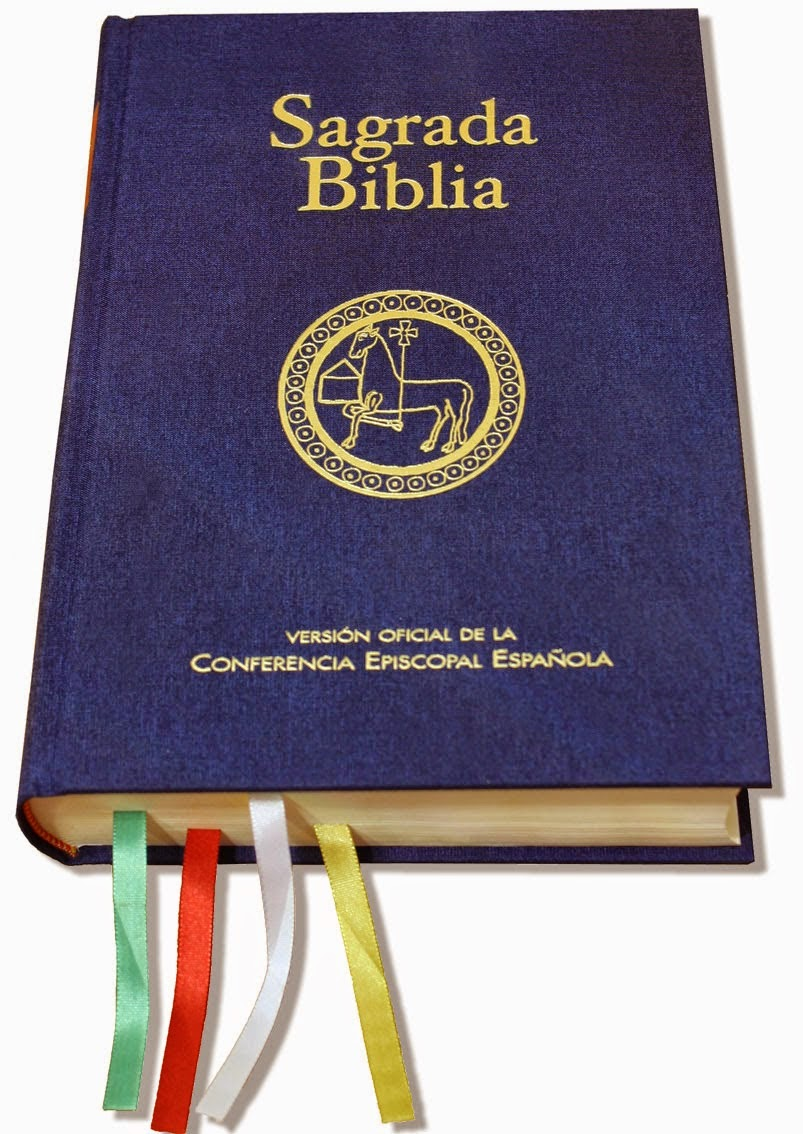 Sagrada
Biblia
VERSIÓN OFICIAL DE LA
CONFERENCIA EPISCOPAL ESPAÑOLA